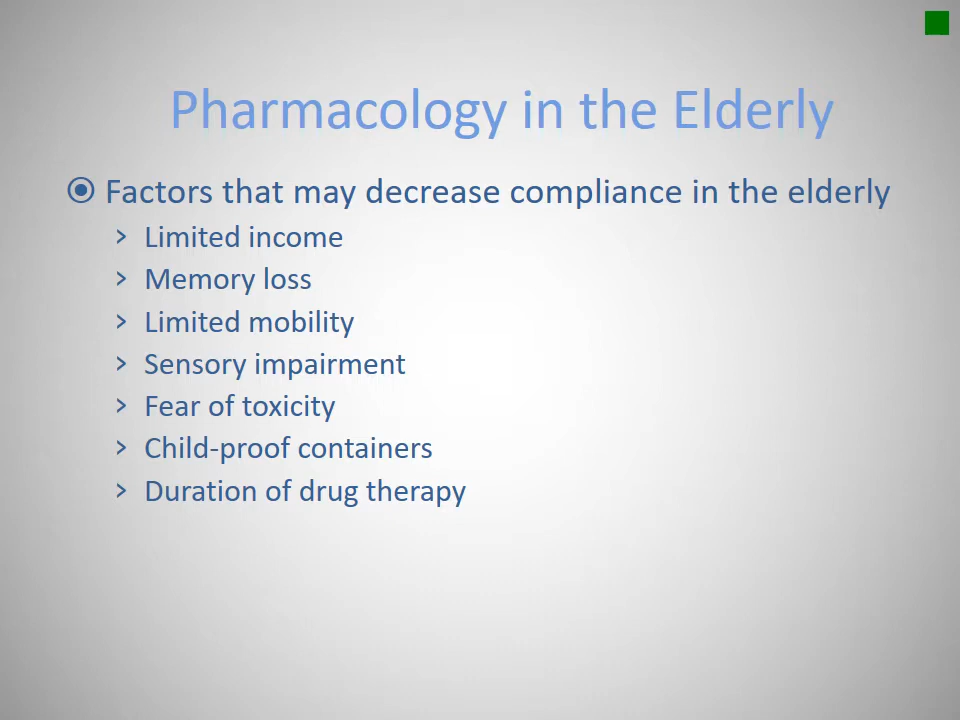 Pharmacology in the Elderly
Factors that may decrease compliance in the elderly
Limited income
Memory loss
Limited mobility
Sensory impairment
Fear of toxicity
Child-proof containers
Duration of drug therapy